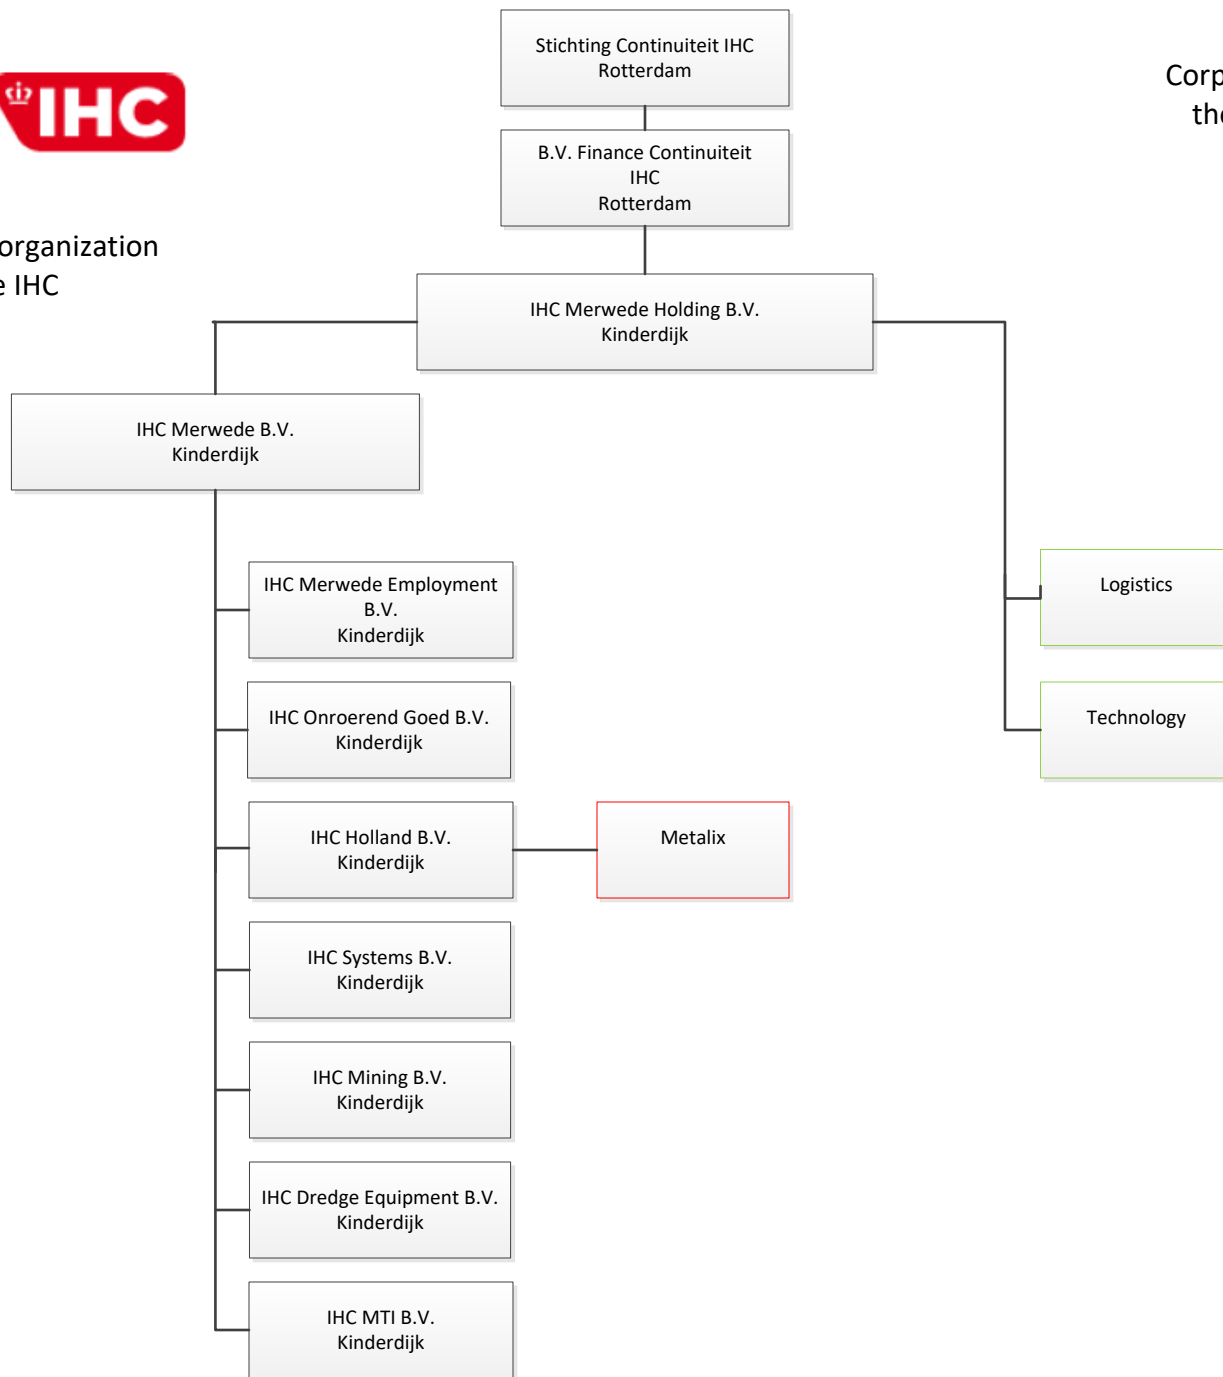 Stichting Continuiteit IHC
Rotterdam
IHC
Corp
the
B.V. Finance Continuiteit
IHC
Rotterdam
organization
e IHC
IHC Merwede Holding B.V.
Kinderdijk
IHC Merwede B.V.
Kinderdijk
IHC Merwede Employment
B.V.
Kinderdijk
Logistics
IHC Onroerend Goed B.V.
Kinderdijk
Technology
IHC Holland B.V.
Kinderdijk
Metalix
IHC Systems B.V.
Kinderdijk
IHC Mining B.V.
Kinderdijk
IHC Dredge Equipment B.V.
Kinderdijk
IHC MTI B.V.
Kinderdijk